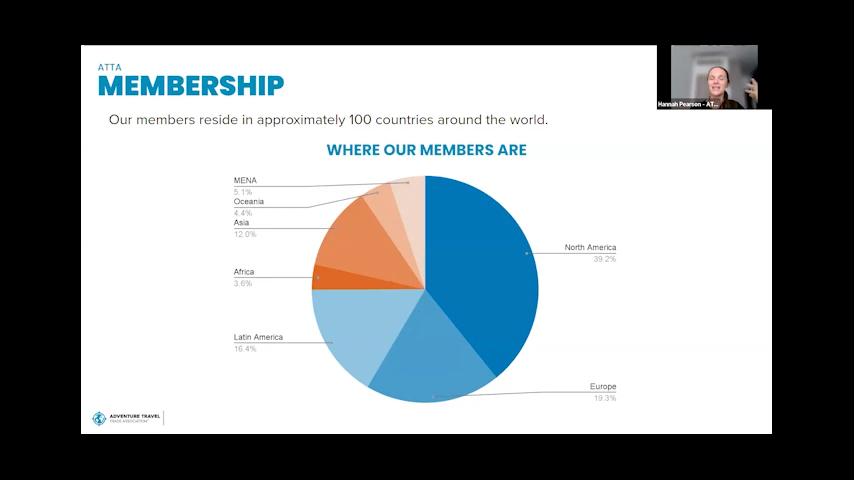 ATTA
MEMBERSHIP
Our members reside in approximately 100 countries around the world.
WHERE OUR MEMBERS ARE
MENA
5.1%
Oceania
4.4%
Asia
12.0%
Africa
3.6%
Latin America
16.4%
North America
39.2%
Europe
19.3%
ADVENTURE TRAVEL
TRADE ASSOCIATION
Hannah Pearson - AT...